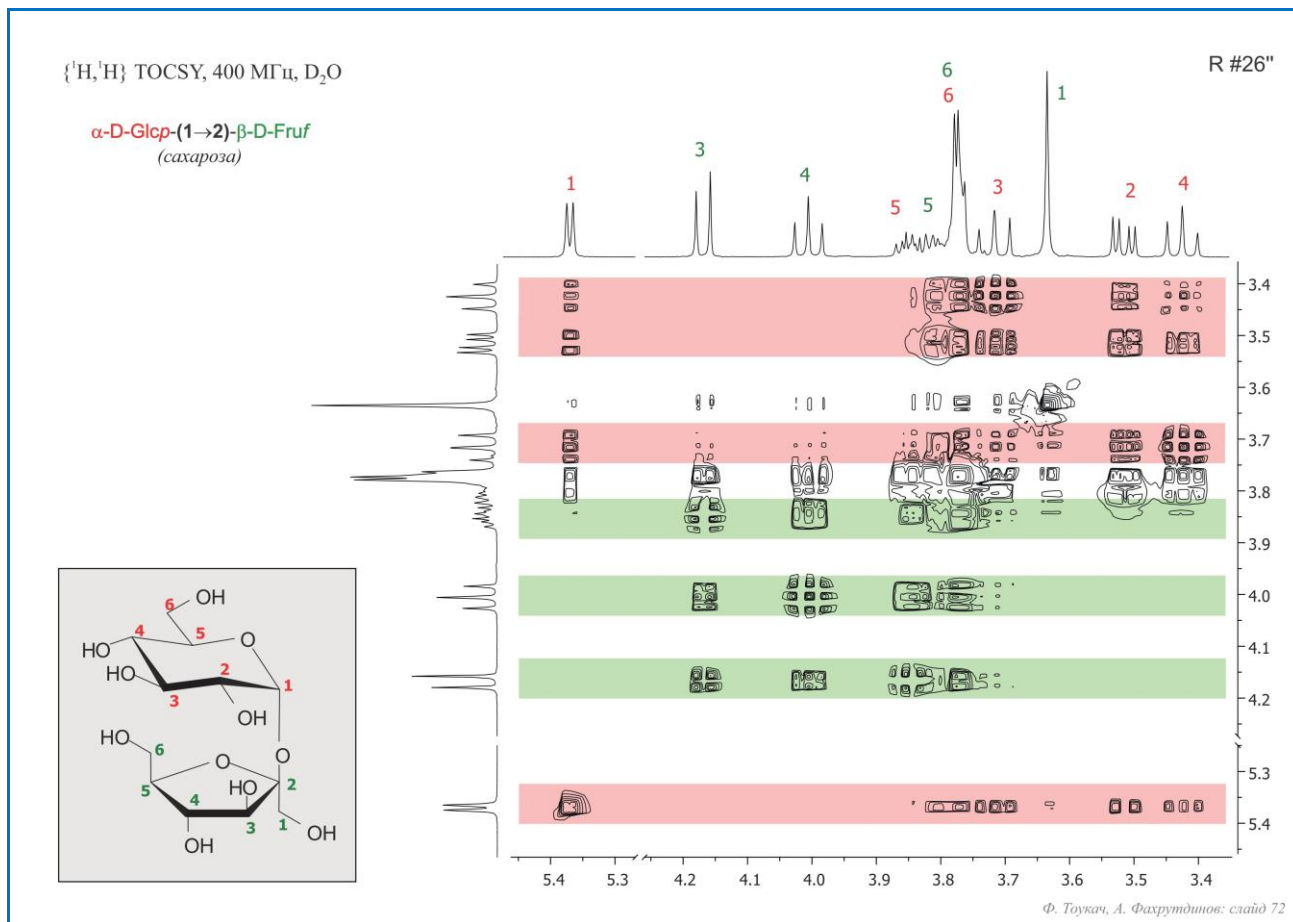 {¹H,¹H} TOCSY, 400 МГц, D₂O
R #26"
α-D-Glcp-(1→2)-β-D-Fruf
(сахароза)
6
6 1
3
4 5 5 3 2 4
1
3.4
3.5
3.6
3.7
3.8
3.9
4.0
4.1
4.2
5.3
5.4
6 OH
HO 4 5 O
HO 3 2 1
OH
O
HO 6 O HO 2
5 4 3 1 OH
OH
5.4 5.3 4.2 4.1 4.0 3.9 3.8 3.7 3.6 3.5 3.4
Ф. Тоукач, А. Фахрутдинов: слайд 72